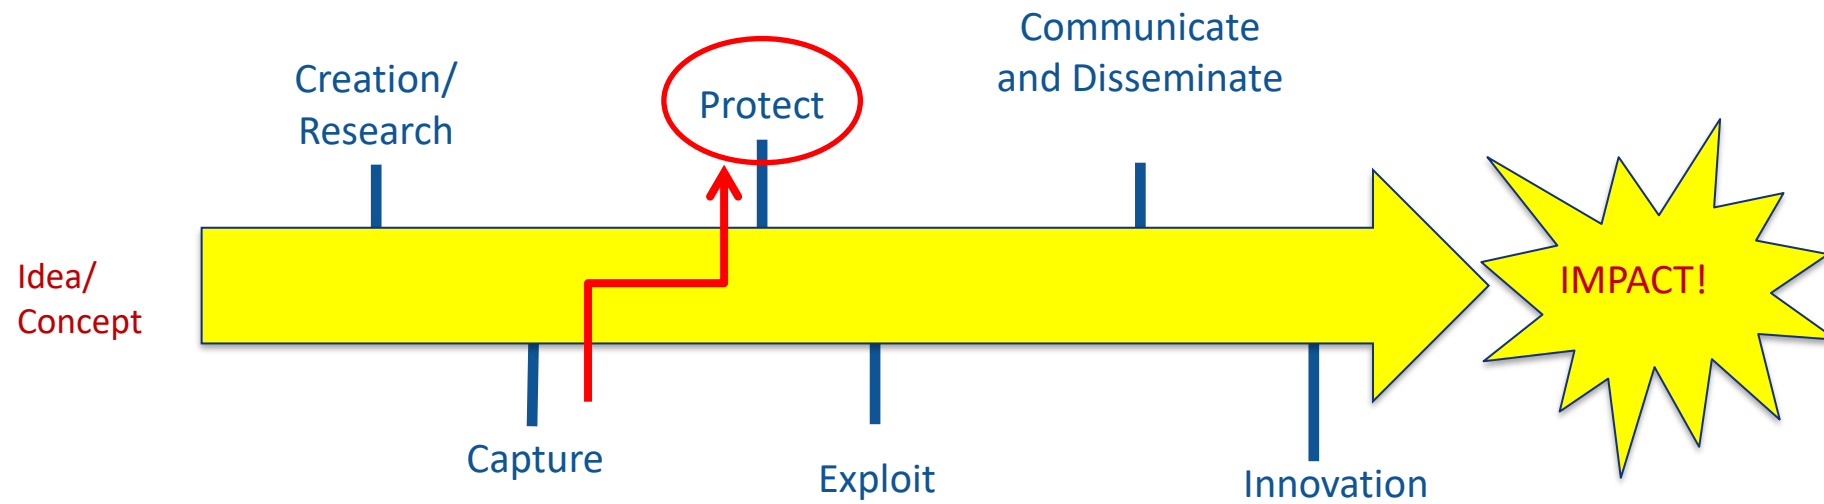 Idea/
Concept
Creation/
Research
Capture
Protect
Exploit
Communicate
and Disseminate
Innovation
IMPACT!